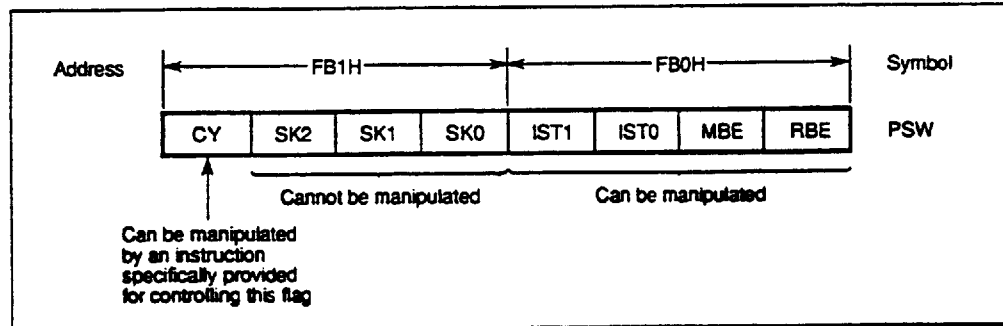 Address FB1H FB0H Symbol
CY SK2 SK1 SK0 IST1 IST0 MBE RBE PSW
Cannot be manipulated Can be manipulated
Can be manipulated
by an instruction
specifically provided
for controlling this flag